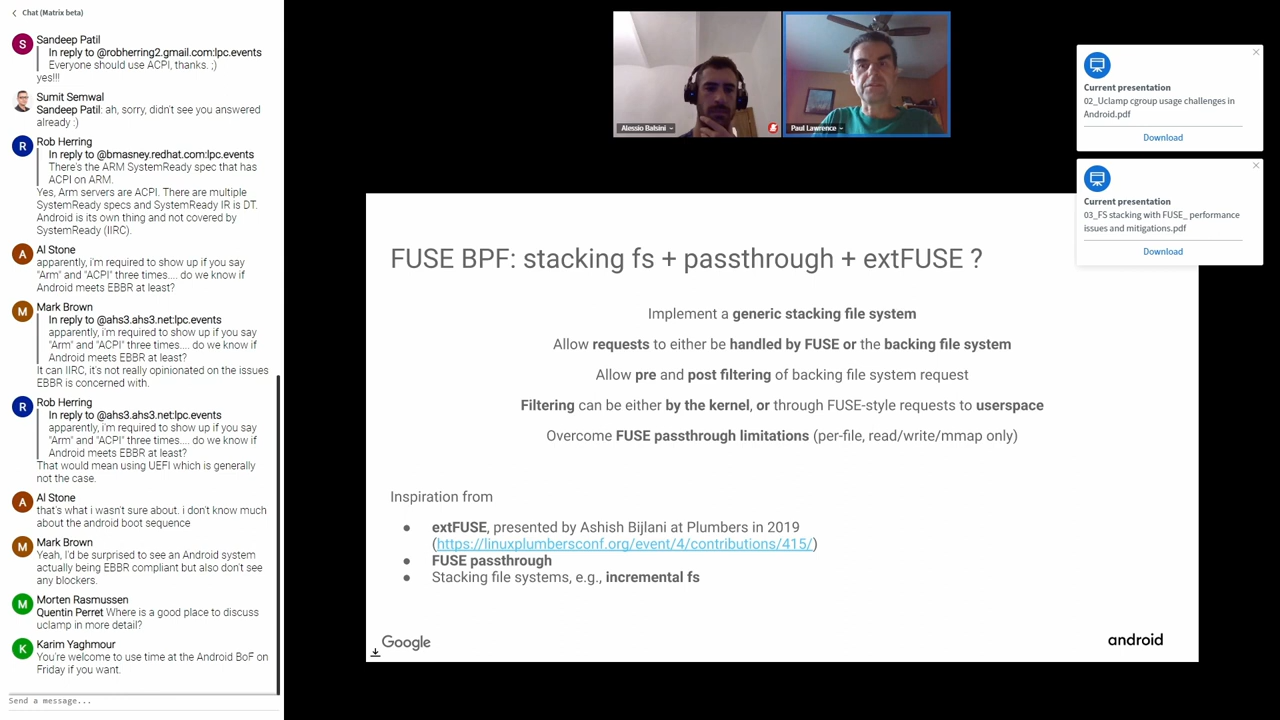 Chat (Matrix beta)
S
Sandeep Patil
In reply to @robherring2.gmail.com:lpc.events
Everyone should use ACPI, thanks. ;)
yes!!!
Sumit Semwal
Sandeep Patil: ah, sorry, didn't see you answered
already :)
R
Rob Herring
In reply to @bmasney.redhat.com:lpc.events
There's the ARM SystemReady spec that has
ACPI on ARM.
Yes, Arm servers are ACPI. There are multiple
SystemReady specs and SystemReady IR is DT.
Android is its own thing and not covered by
SystemReady (IIRC).
A
Al Stone
apparently, i'm required to show up if you say
"Arm" and "ACPI" three times.... do we know if
Android meets EBBR at least?
M
Mark Brown
In reply to @ahs3.ahs3.net:lpc.events
apparently, i'm required to show up if you say
"Arm" and "ACPI" three times.... do we know if
Android meets EBBR at least?
It can IIRC, it's not really opinionated on the issues
EBBR is concerned with.
R
Rob Herring
In reply to @ahs3.ahs3.net:lpc.events
apparently, i'm required to show up if you say
"Arm" and "ACPI" three times.... do we know if
Android meets EBBR at least?
That would mean using UEFI which is generally
not the case.
A
Al Stone
that's what i wasn't sure about. i don't know much
about the android boot sequence
M
Mark Brown
Yeah, I'd be surprised to see an Android system
actually being EBBR compliant but also don't see
any blockers.
M
Morten Rasmussen
Quentin Perret Where is a good place to discuss
uclamp in more detail?
K
Karim Yaghmour
You're welcome to use time at the Android BoF on
Friday if you want.
Send a message...
Alessio Balsini
Paul Lawrence
Current presentation
02_Uclamp cgroup usage challenges in
Android.pdf
Download
Current presentation
03_FS stacking with FUSE_ performance
issues and mitigations.pdf
Download
FUSE BPF: stacking fs + passthrough + extFUSE ?
Implement a generic stacking file system
Allow requests to either be handled by FUSE or the backing file system
Allow pre and post filtering of backing file system request
Filtering can be either by the kernel, or through FUSE-style requests to userspace
Overcome FUSE passthrough limitations (per-file, read/write/mmap only)
Inspiration from
● extFUSE, presented by Ashish Bijlani at Plumbers in 2019
(https://linuxplumbersconf.org/event/4/contributions/415/)
● FUSE passthrough
● Stacking file systems, e.g., incremental fs
Google
android